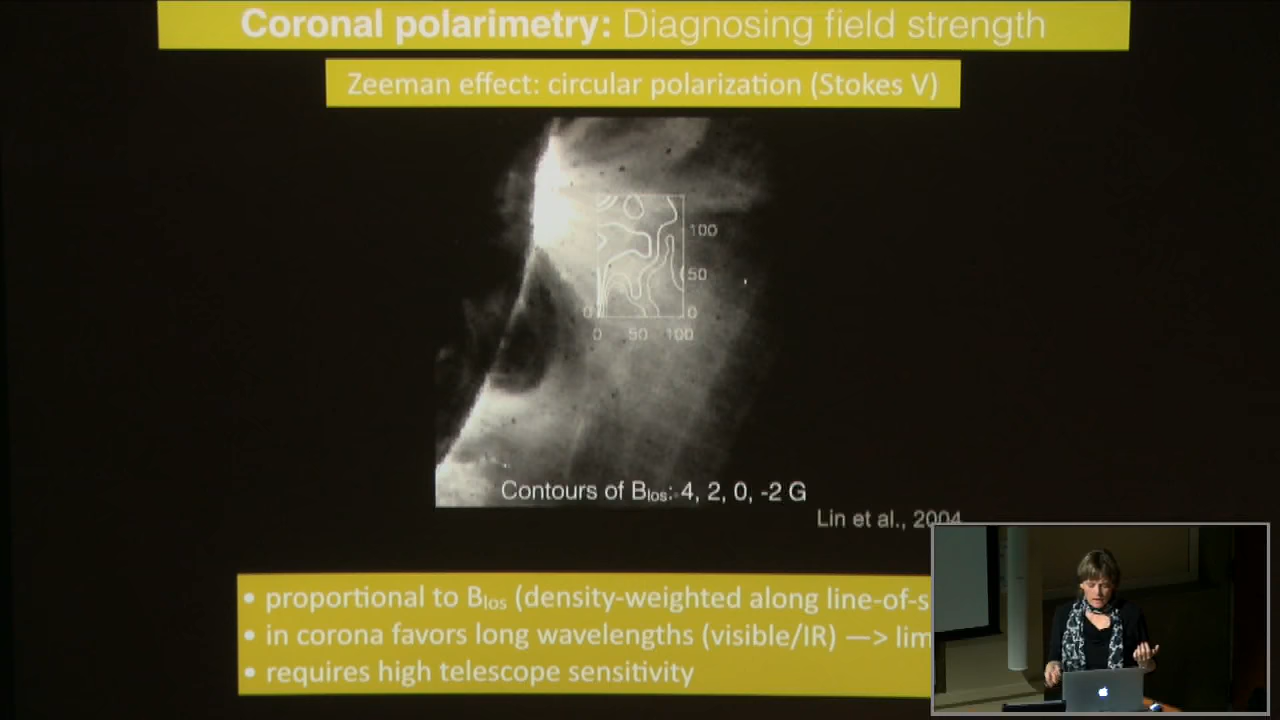 Coronal polarimetry: Diagnosing field strength
Zeeman effect: circular polarization (Stokes V)
100
50
0 0
0 50 100
Contours of Blos: 4, 2, 0, -2 G
Lin et al., 2004
• proportional to Blos (density-weighted along line-of-s
• in corona favors long wavelengths (visible/IR) —> lim
• requires high telescope sensitivity